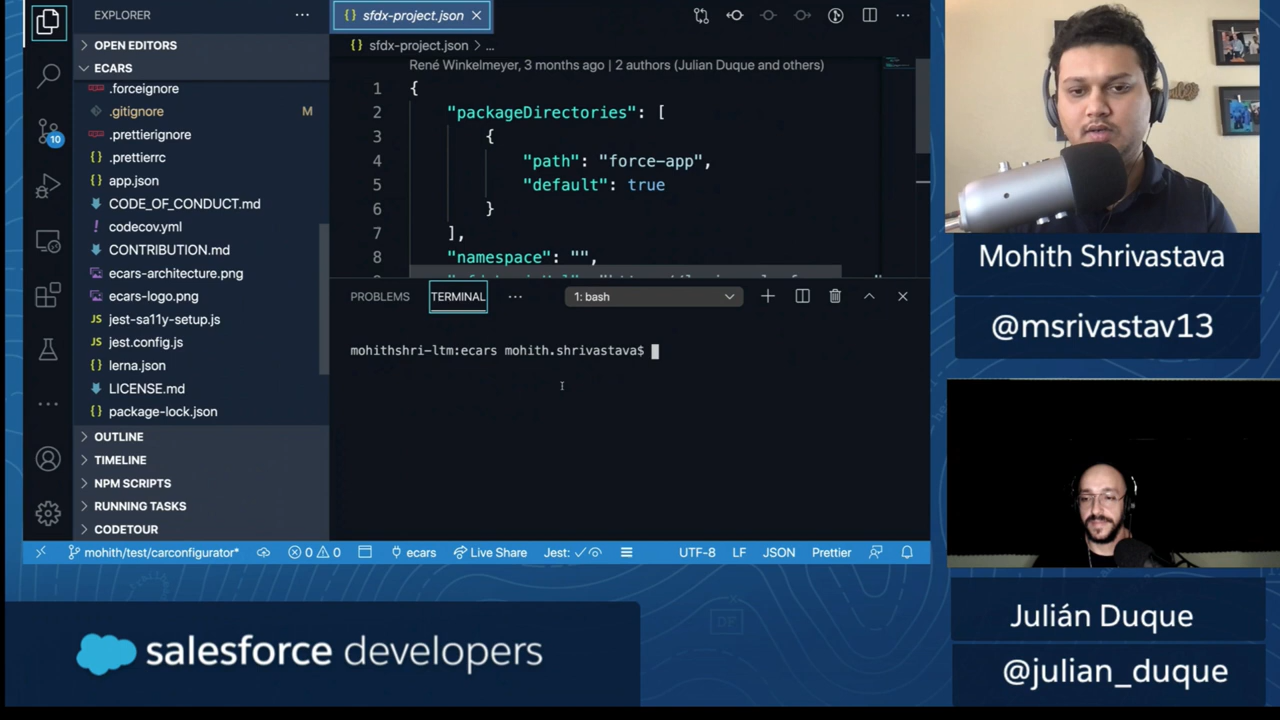 EXPLORER
OPEN EDITORS
ECARS
.forceignore
.gitignore M
.prettierignore
.prettierrc
app.json
CODE_OF_CONDUCT.md
codecov.yml
CONTRIBUTION.md
ecars-architecture.png
ecars-logo.png
jest-sa11y-setup.js
jest.config.js
lerna.json
LICENSE.md
package-lock.json
OUTLINE
TIMELINE
NPM SCRIPTS
RUNNING TASKS
CODETOUR
10
{} sfdx-project.json
{} sfdx-project.json > ...
René Winkelmeyer, 3 months ago | 2 authors (Julian Duque and others)
1 {
2 "packageDirectories": [
3 {
4 "path": "force-app",
5 "default": true
6 }
7 ],
8 "namespace": "",
PROBLEMS TERMINAL ... 1: bash
mohithshri-ltm:ecars mohith.shrivastava$
mohith/test/carconfigurator* 0 0 ecars Live Share Jest: UTF-8 LF JSON Prettier
Mohith Shrivastava
@msrivastav13
Julián Duque
@julian_duque
salesforce developers